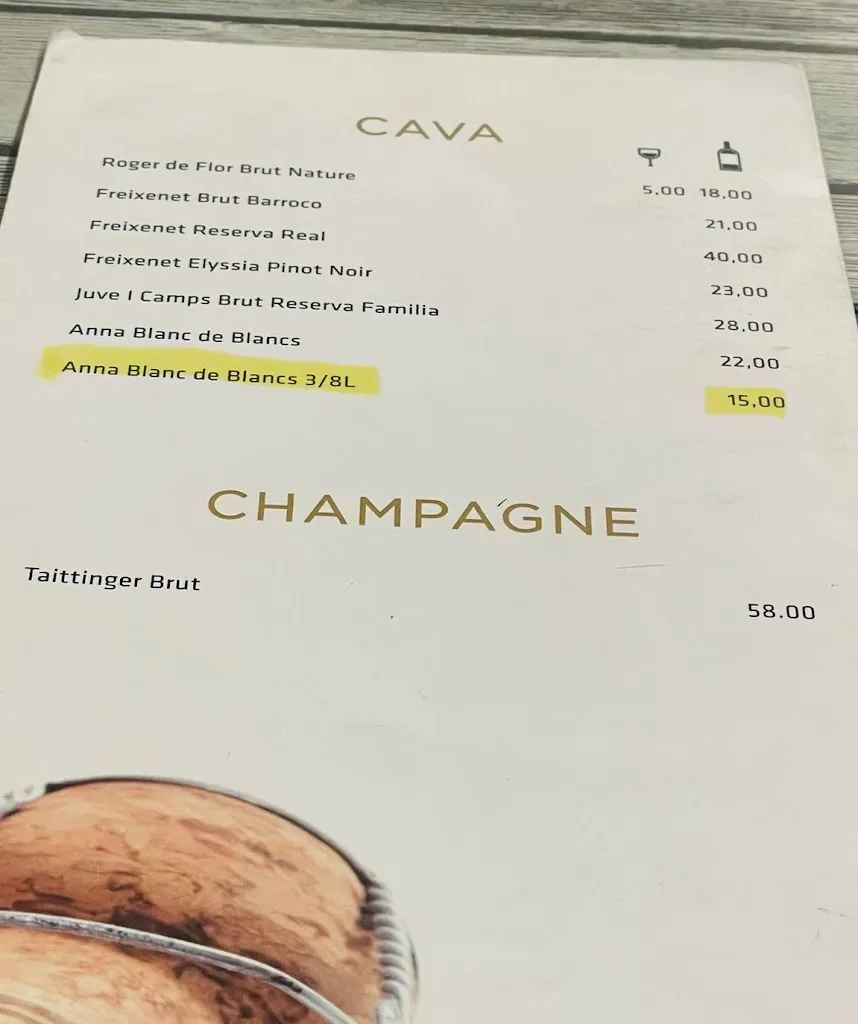 CAVA
Roger de Flor Brut Nature 5,00 18,00
Freixenet Brut Barroco 21,00
Freixenet Reserva Real 40,00
Freixenet Elyssia Pinot Noir 23,00
Juve I Camps Brut Reserva Familia 28,00
Anna Blanc de Blancs 22,00
Anna Blanc de Blancs 3/8L 15,00
CHAMPAGNE
Taittinger Brut 58.00